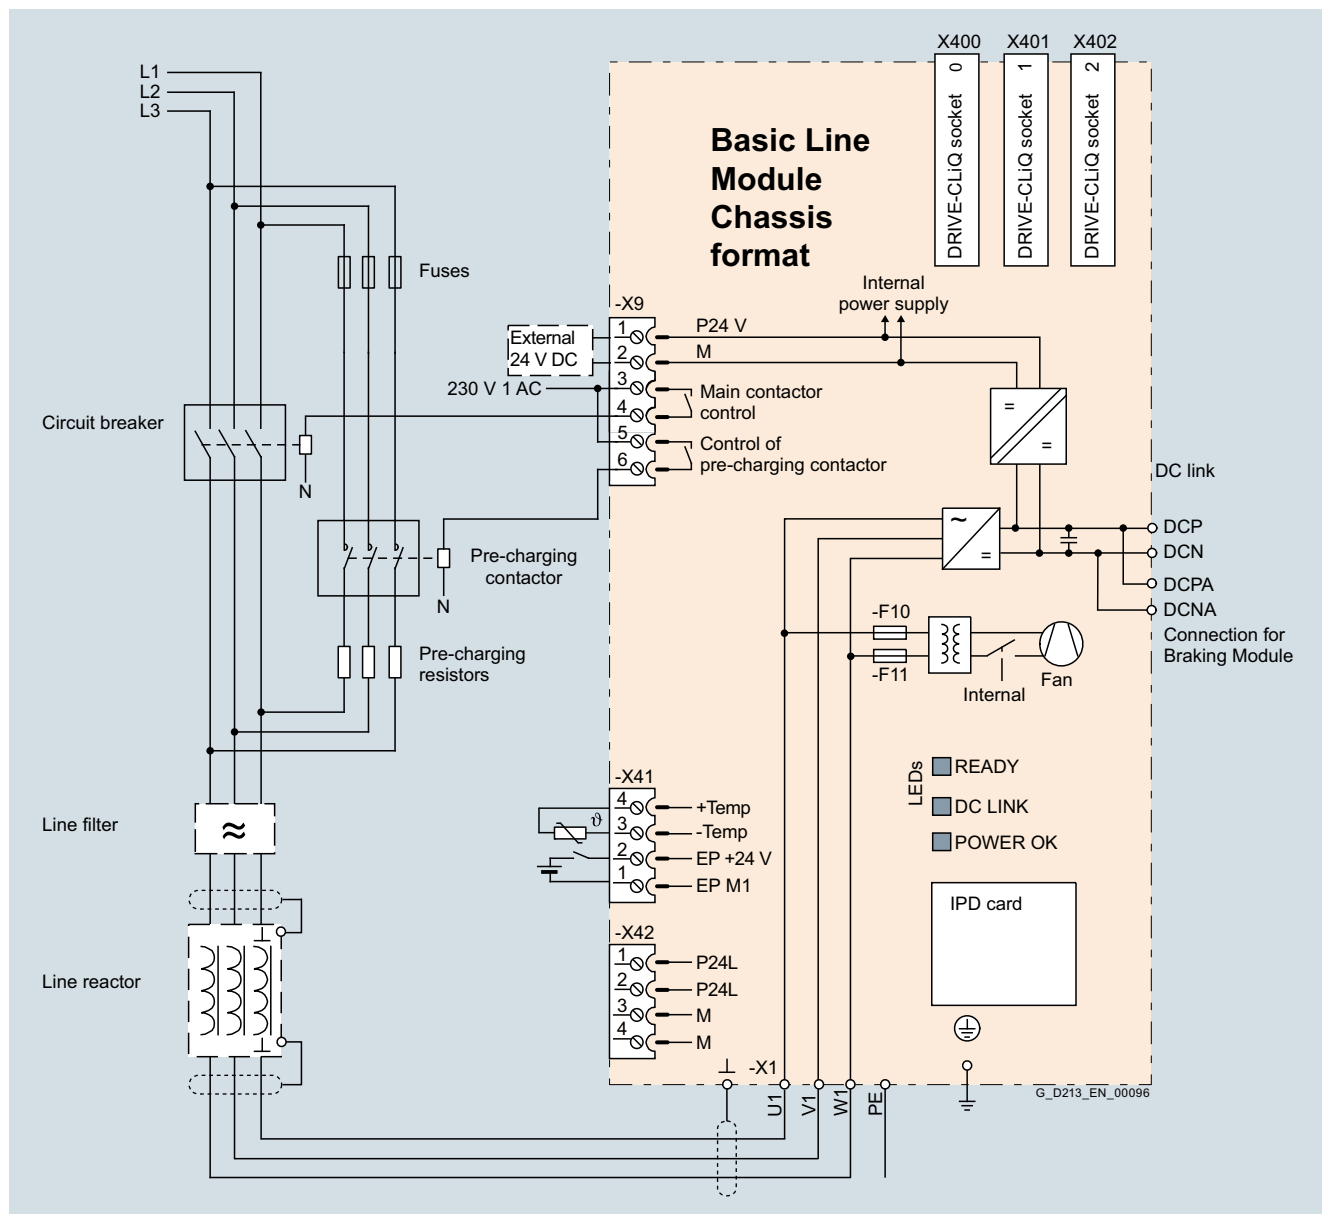 X400
X401
X402
L1
L2
L3
DRIVE-CLiQ socket 0
DRIVE-CLiQ socket 1
DRIVE-CLiQ socket 2
Basic Line
Module
Chassis
format
Fuses
Internal
power supply
-X9
External
24 V DC
1
P24 V
2
M
230 V 1 AC
3
Main contactor
control
4
5
Control of
pre-charging contactor
6
=
=
Circuit breaker
N
DC link
Pre-charging
contactor
N
~
=
DCP
DCN
DCPA
DCNA
Connection for
Braking Module
-F10
-F11
Internal
Fan
Pre-charging
resistors
LEDs
READY
DC LINK
POWER OK
-X41
4
+Temp
ϑ
3
-Temp
2
EP +24 V
1
EP M1
Line filter
≈
IPD card
-X42
1
P24L
2
P24L
3
M
4
M
Line reactor
-X1
U1
V1
W1
PE
G_D213_EN_00096